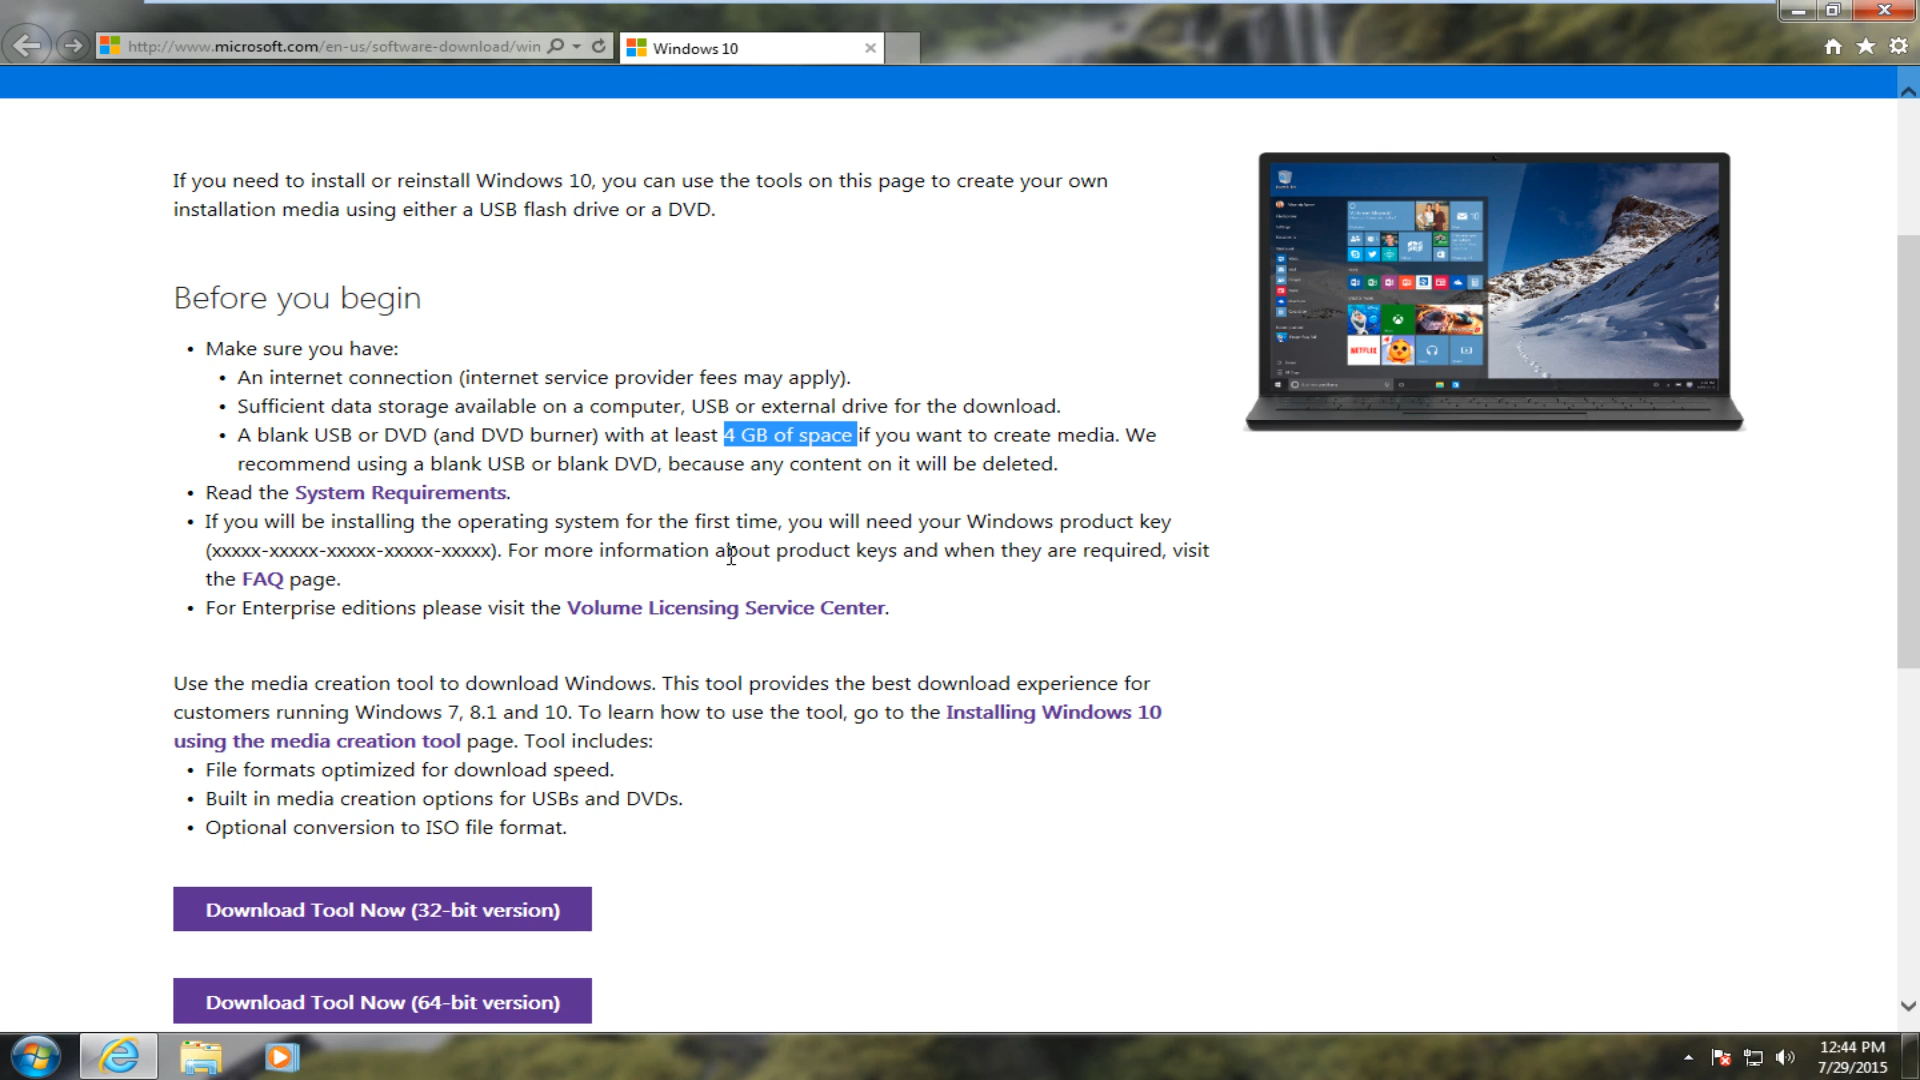 http://www.microsoft.com/en-us/software-download/win
Windows 10
If you need to install or reinstall Windows 10, you can use the tools on this page to create your own
installation media using either a USB flash drive or a DVD.
Before you begin
• Make sure you have:
• An internet connection (internet service provider fees may apply).
• Sufficient data storage available on a computer, USB or external drive for the download.
• A blank USB or DVD (and DVD burner) with at least 4 GB of space if you want to create media. We
recommend using a blank USB or blank DVD, because any content on it will be deleted.
• Read the System Requirements.
• If you will be installing the operating system for the first time, you will need your Windows product key
(xxxxx-xxxxx-xxxxx-xxxxx-xxxxx). For more information about product keys and when they are required, visit
the FAQ page.
• For Enterprise editions please visit the Volume Licensing Service Center.
Use the media creation tool to download Windows. This tool provides the best download experience for
customers running Windows 7, 8.1 and 10. To learn how to use the tool, go to the Installing Windows 10
using the media creation tool page. Tool includes:
• File formats optimized for download speed.
• Built in media creation options for USBs and DVDs.
• Optional conversion to ISO file format.
Download Tool Now (32-bit version)
Download Tool Now (64-bit version)
NETFLIX
12:44 PM
7/29/2015